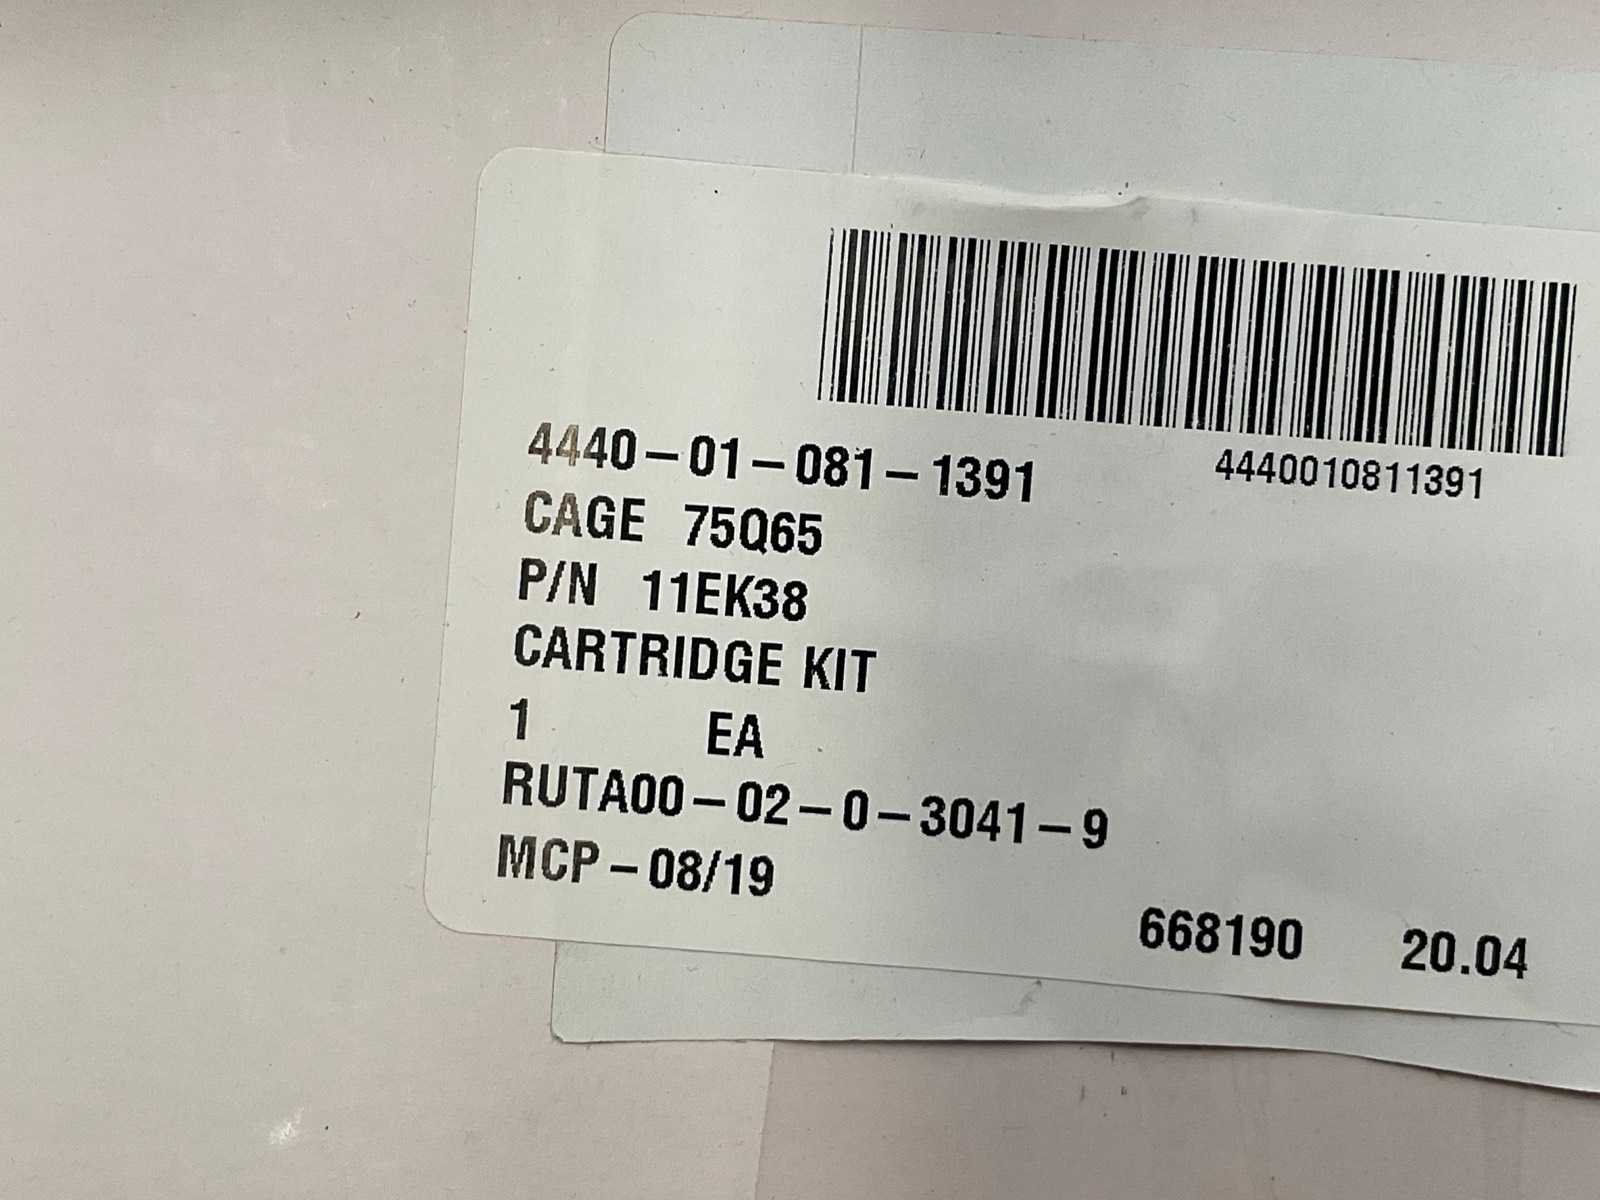 4440010811391
4440-01-081-1391
CAGE 75Q65
P/N 11EK38
CARTRIDGE KIT
1 EA
RUTA00-02-0-3041-9
MCP-08/19
668190 20.04